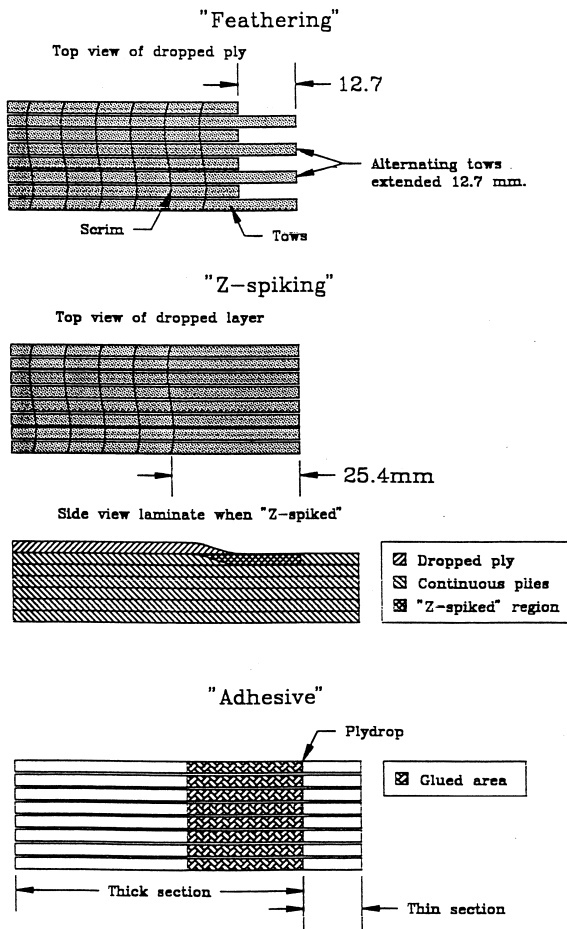 "Feathering"
Top view of dropped ply
12.7
Alternating tows
extended 12.7 mm.
Scrim
Tows
"Z-spiking"
Top view of dropped layer
25.4mm
Side view laminate when "Z-spiked"
Dropped ply
Continuous plies
"Z-spiked" region
"Adhesive"
Plydrop
Glued area
Thick section
Thin section